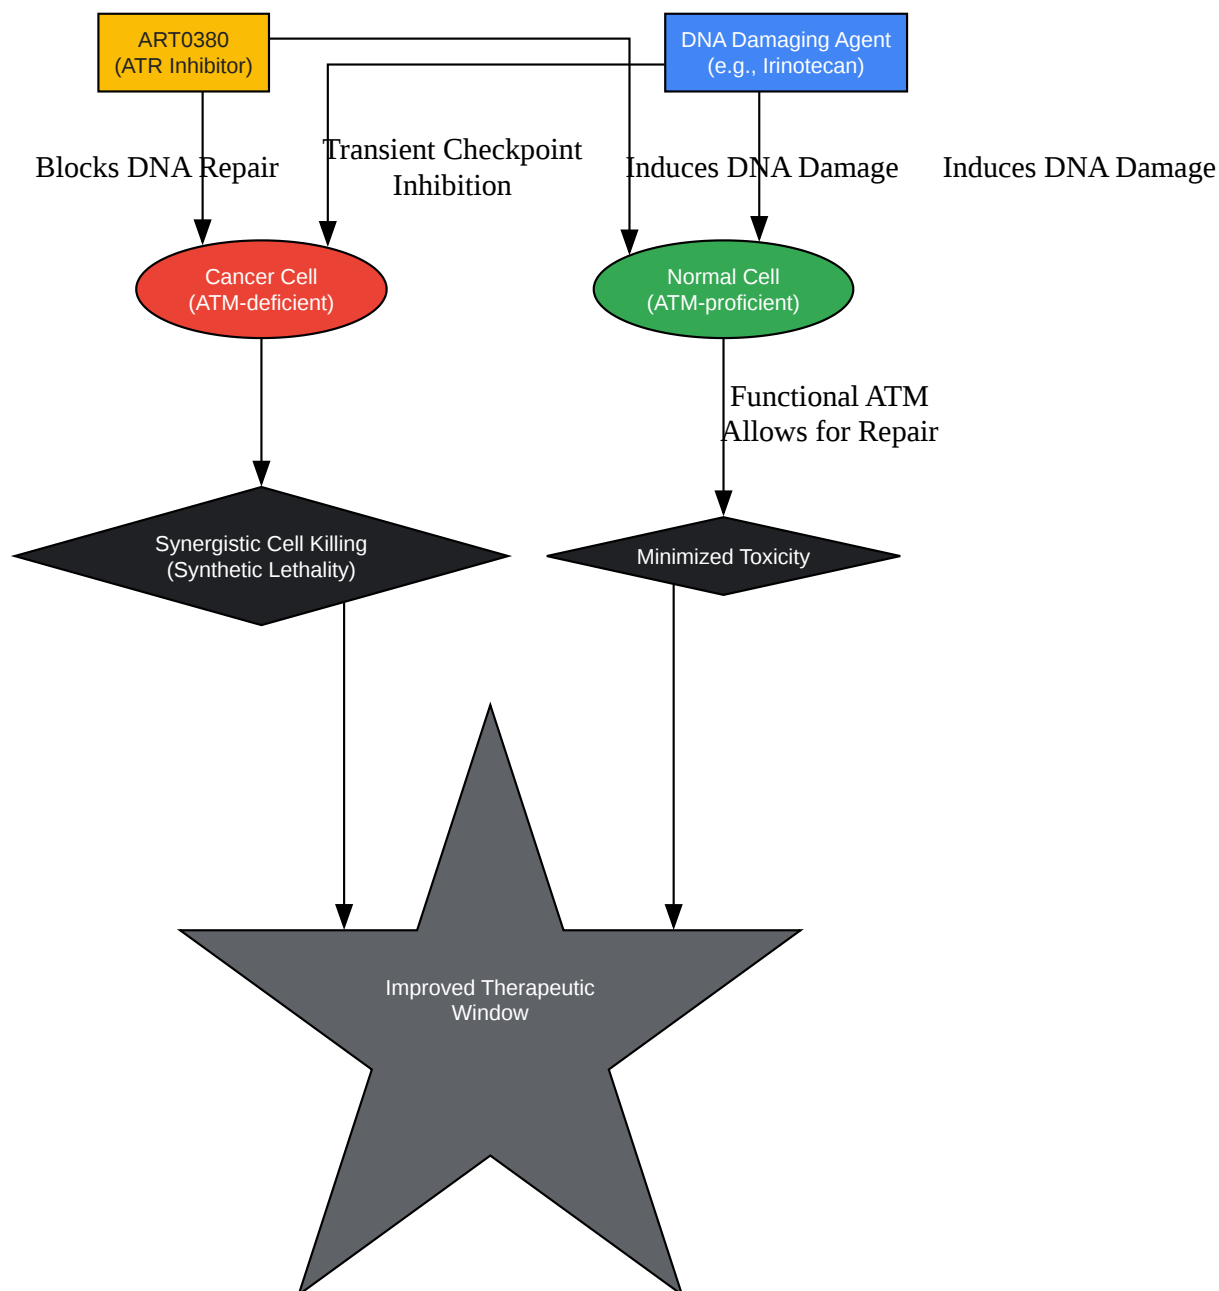 ART0380
(ATR Inhibitor)
DNA Damaging Agent
(e.g., Irinotecan)
Blocks DNA Repair
Transient Checkpoint
Inhibition
Induces DNA Damage
Induces DNA Damage
Cancer Cell
(ATM-deficient)
Normal Cell
(ATM-proficient)
Functional ATM
Allows for Repair
Synergistic Cell Killing
(Synthetic Lethality)
Minimized Toxicity
Improved Therapeutic
Window